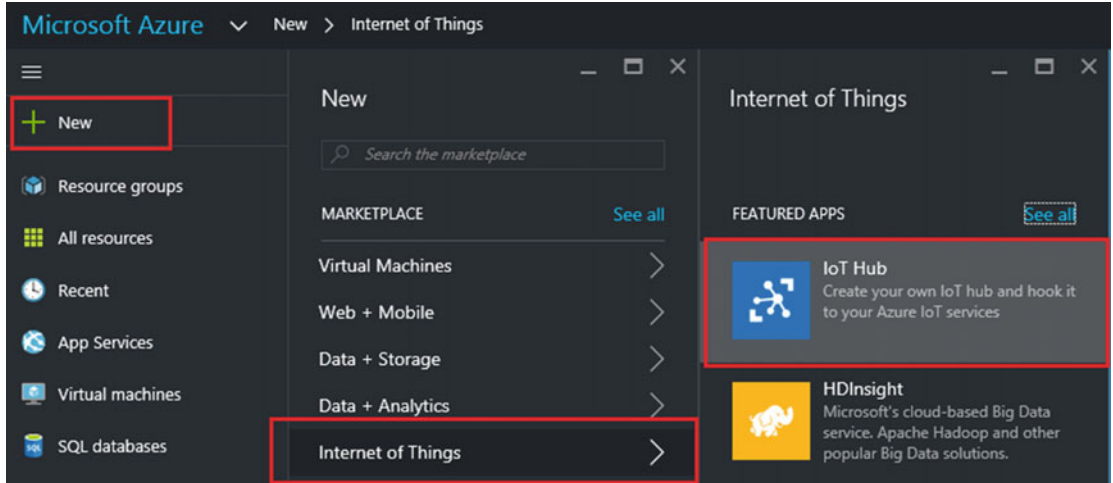 Microsoft Azure New > Internet of Things
New
Resource groups
All resources
Recent
App Services
Virtual machines
SQL databases
New
Search the marketplace
MARKETPLACE See all
Virtual Machines
Web + Mobile
Data + Storage
Data + Analytics
Internet of Things
Internet of Things
FEATURED APPS See all
IoT Hub
Create your own IoT hub and hook it
to your Azure IoT services
HDInsight
Microsoft's cloud-based Big Data
service. Apache Hadoop and other
popular Big Data solutions.